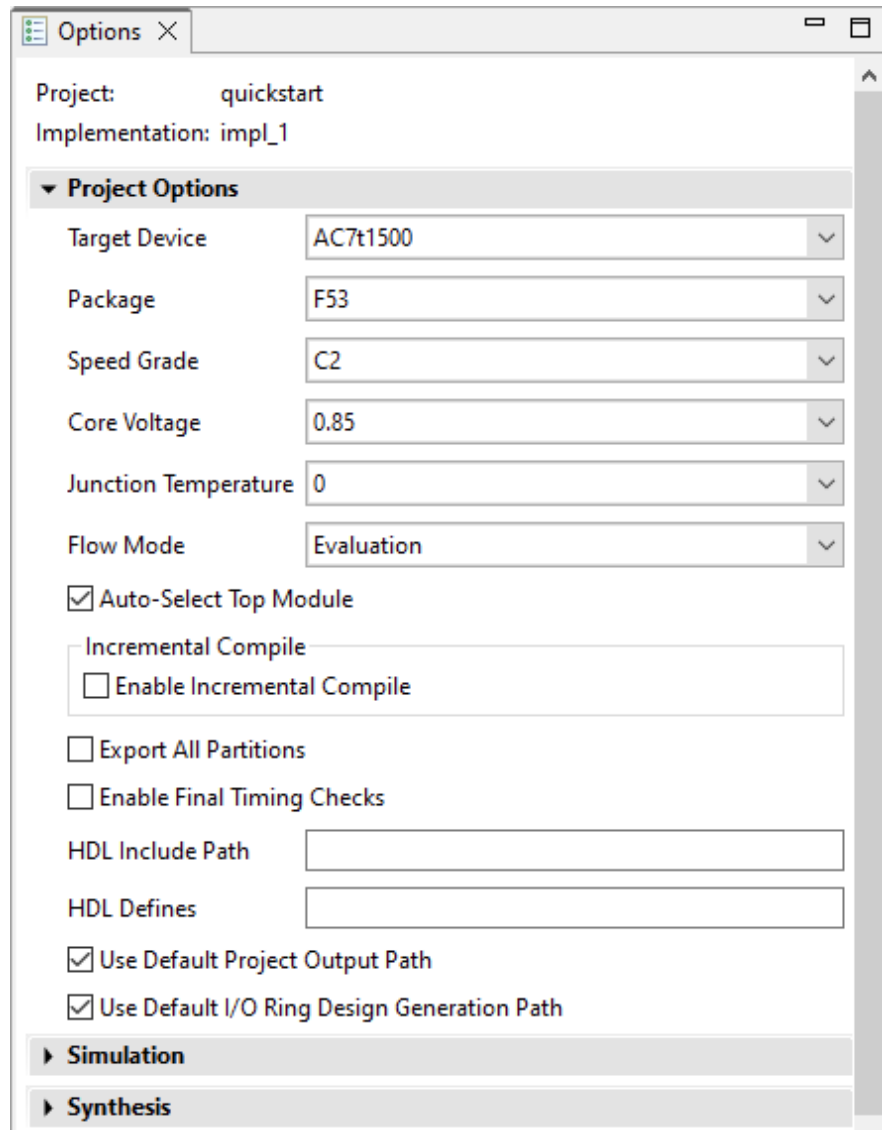 Options
Project: quickstart
Implementation: impl_1
Project Options
Target Device AC7t1500
Package F53
Speed Grade C2
Core Voltage 0.85
Junction Temperature 0
Flow Mode Evaluation
Auto-Select Top Module
Incremental Compile
Enable Incremental Compile
Export All Partitions
Enable Final Timing Checks
HDL Include Path
HDL Defines
Use Default Project Output Path
Use Default I/O Ring Design Generation Path
Simulation
Synthesis